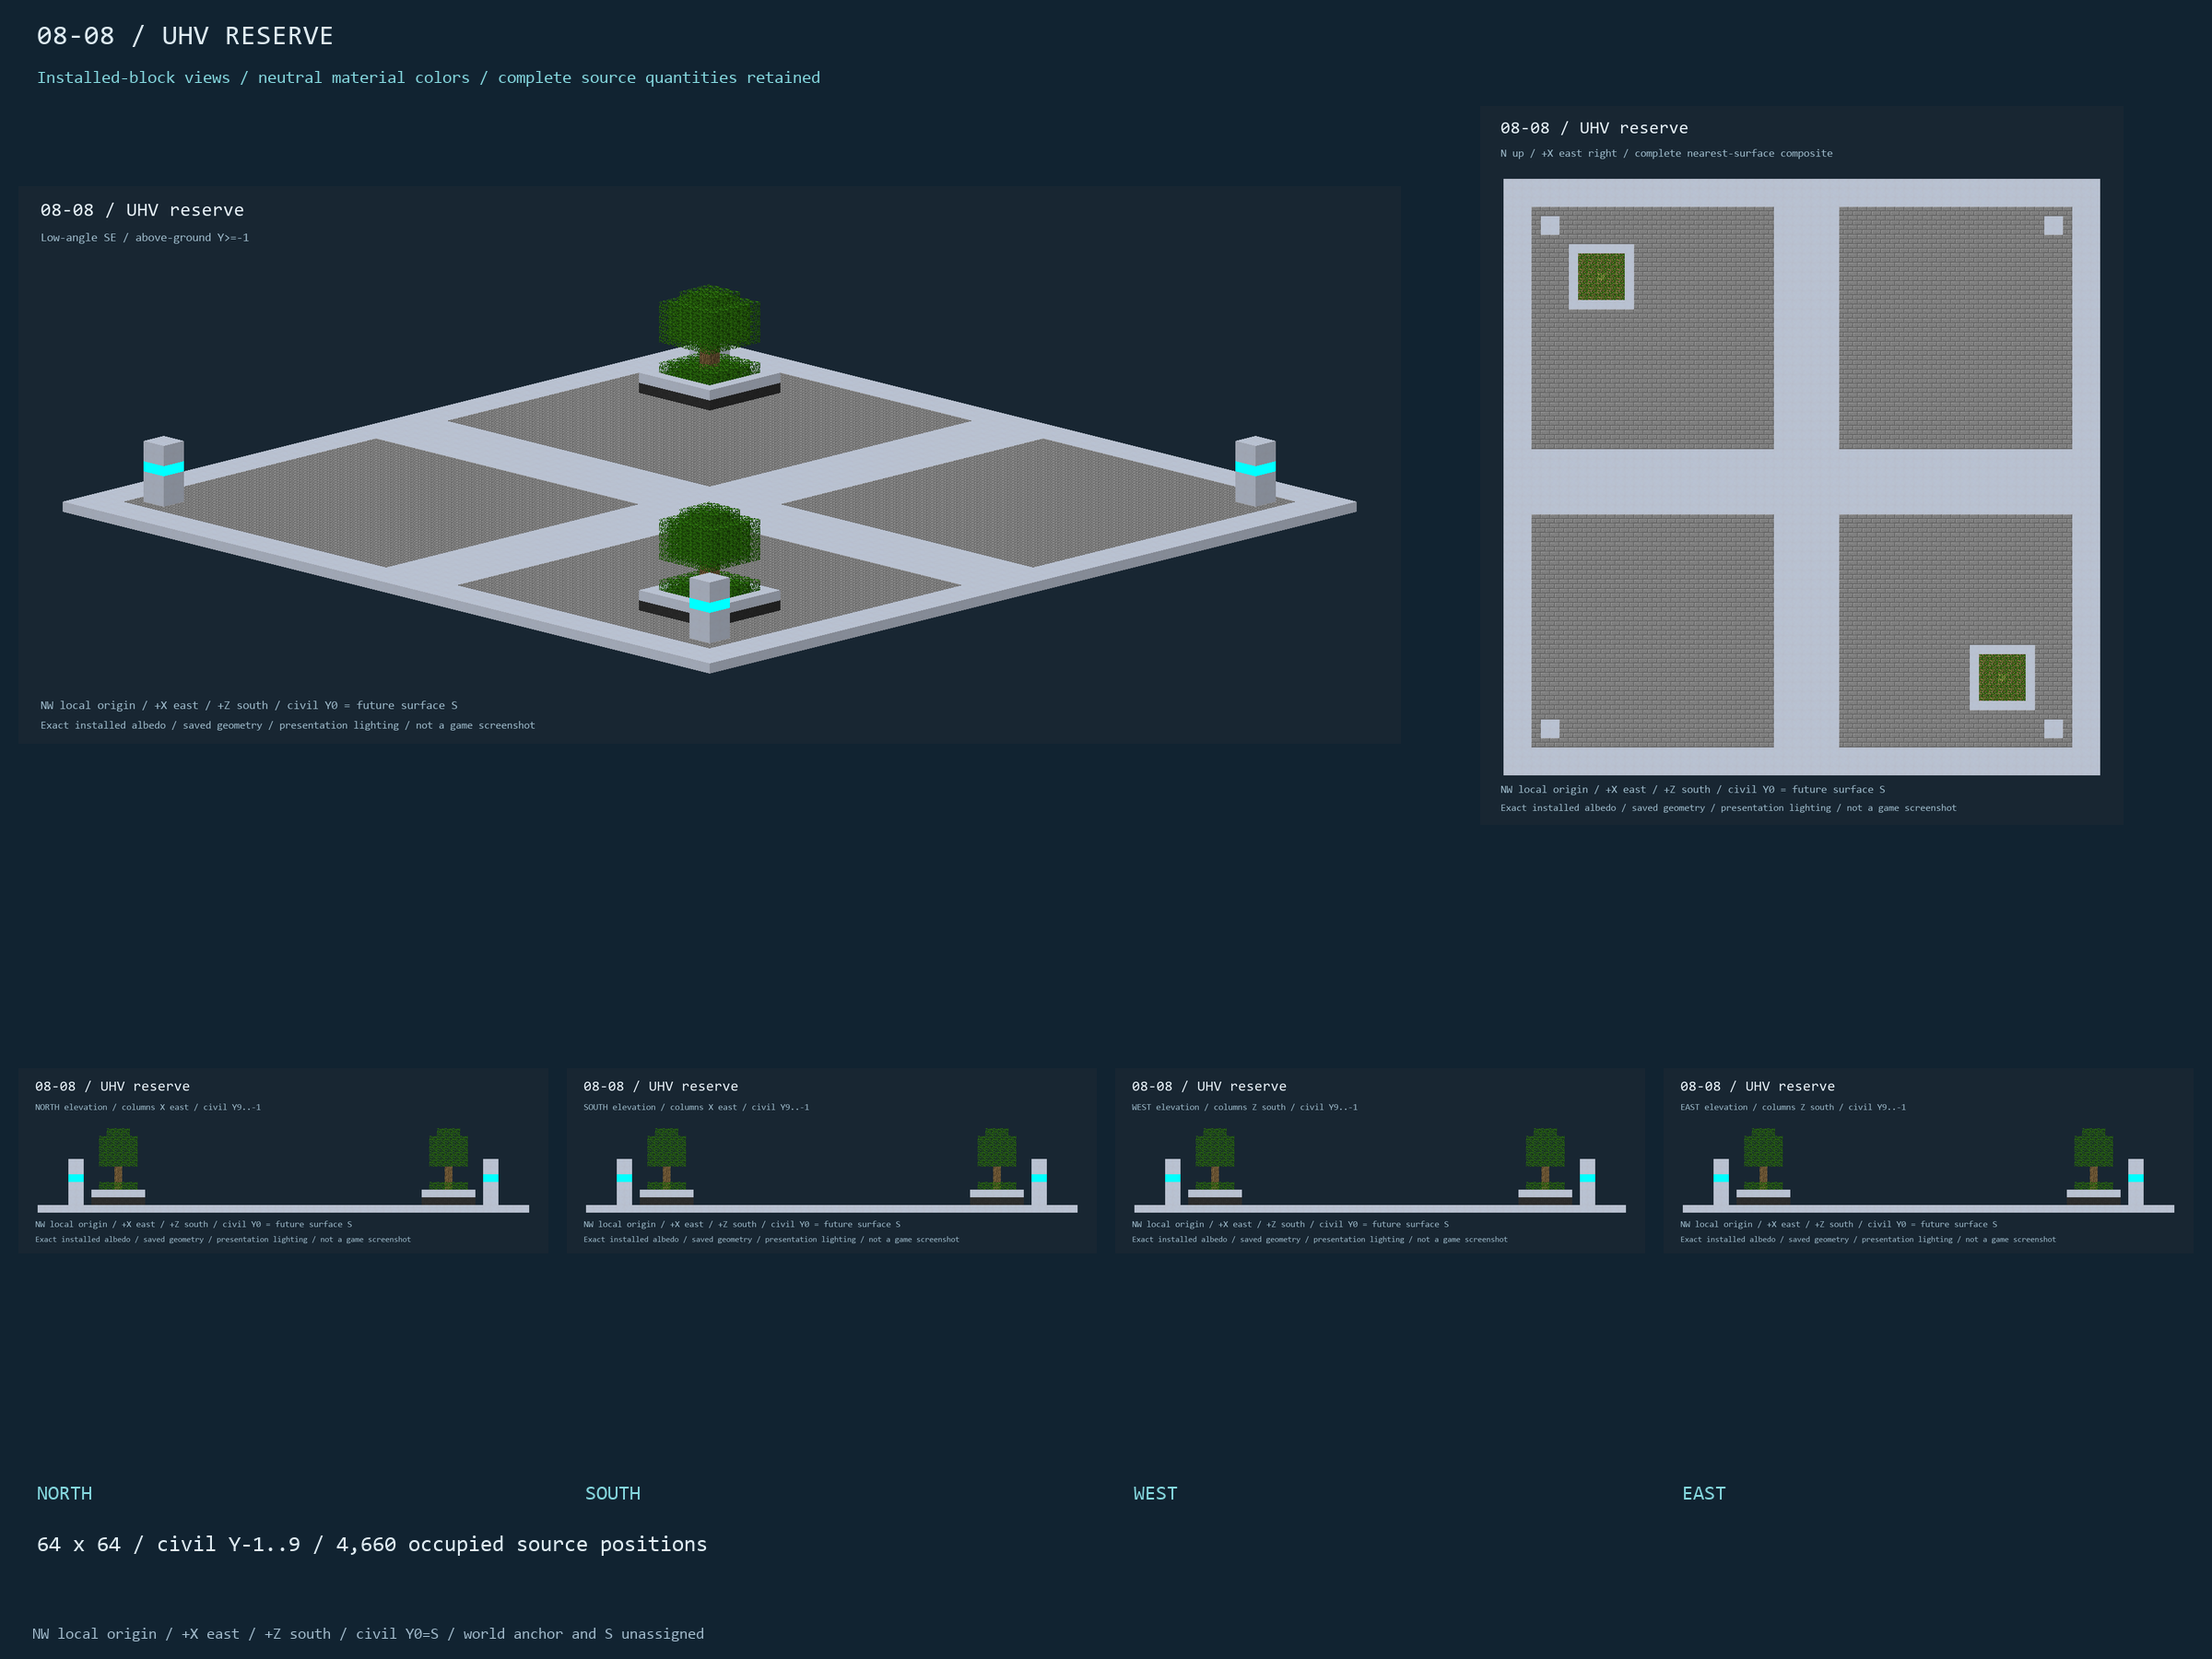 08-08 / UHV RESERVE
Installed-block views / neutral material colors / complete source quantities retained
08-08 / UHV reserve
Low-angle SE / above-ground Y>=-1
NW local origin / +X east / +Z south / civil Y0 = future surface S
Exact installed albedo / saved geometry / presentation lighting / not a game screenshot
08-08 / UHV reserve
N up / +X east right / complete nearest-surface composite
NW local origin / +X east / +Z south / civil Y0 = future surface S
Exact installed albedo / saved geometry / presentation lighting / not a game screenshot
08-08 / UHV reserve
NORTH elevation / columns X east / civil Y9..-1
NW local origin / +X east / +Z south / civil Y0 = future surface S
Exact installed albedo / saved geometry / presentation lighting / not a game screenshot
08-08 / UHV reserve
SOUTH elevation / columns X east / civil Y9..-1
NW local origin / +X east / +Z south / civil Y0 = future surface S
Exact installed albedo / saved geometry / presentation lighting / not a game screenshot
08-08 / UHV reserve
WEST elevation / columns Z south / civil Y9..-1
NW local origin / +X east / +Z south / civil Y0 = future surface S
Exact installed albedo / saved geometry / presentation lighting / not a game screenshot
08-08 / UHV reserve
EAST elevation / columns Z south / civil Y9..-1
NW local origin / +X east / +Z south / civil Y0 = future surface S
Exact installed albedo / saved geometry / presentation lighting / not a game screenshot
NORTH
SOUTH
WEST
EAST
64 x 64 / civil Y-1..9 / 4,660 occupied source positions
NW local origin / +X east / +Z south / civil Y0=S / world anchor and S unassigned